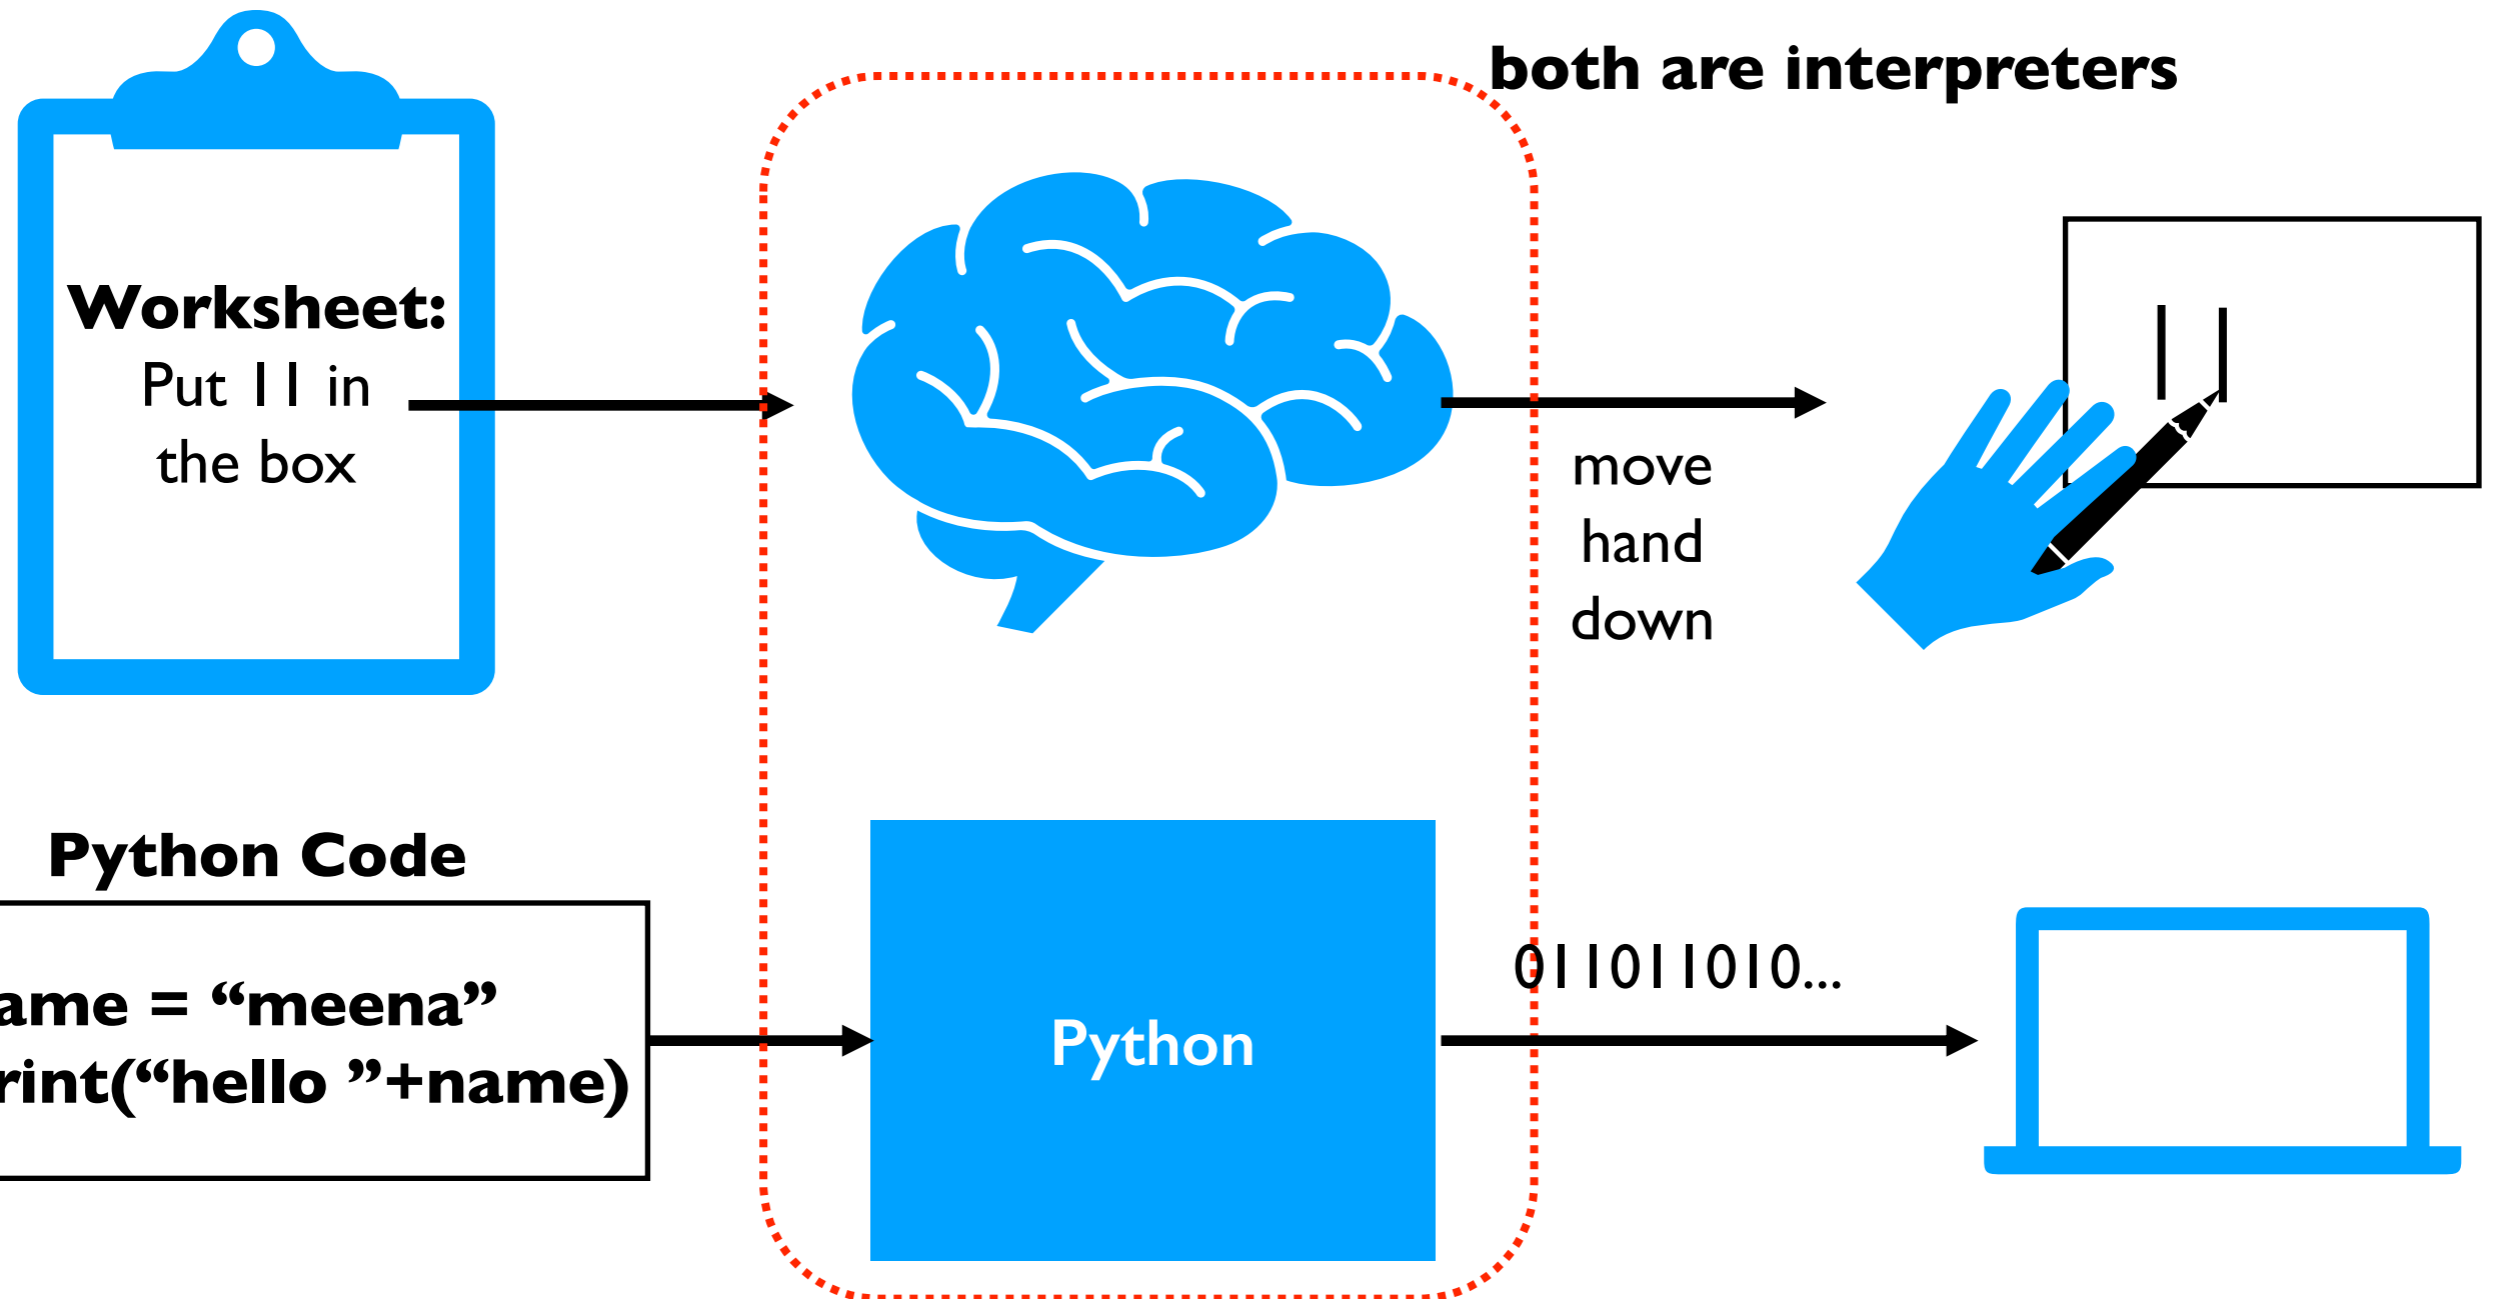 both are interpreters
Worksheet:
Put 11 in
the box
move
hand
down
11
Python Code
ame = “meena”
rint(“hello ”+name)
Python
011011010...